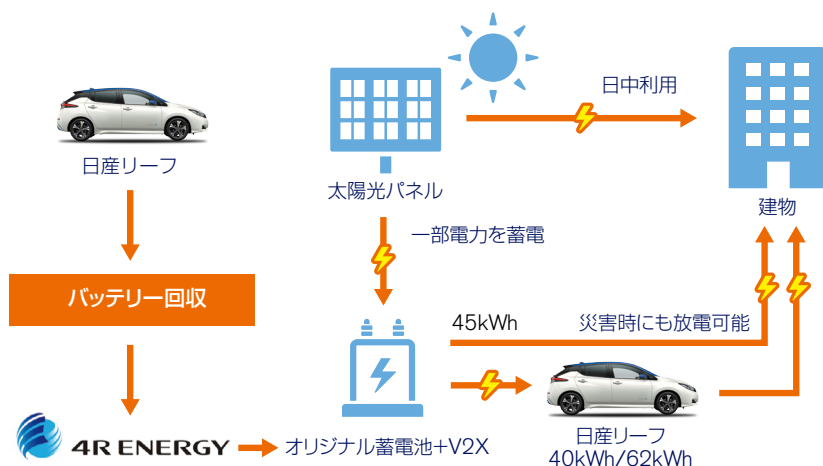 日中利用
日産リーフ
太陽光パネル
建物
一部電力を蓄電
バッテリー回収
45kWh
災害時にも放電可能
4R ENERGY
オリジナル蓄電池+V2X
日産リーフ
40kWh/62kWh